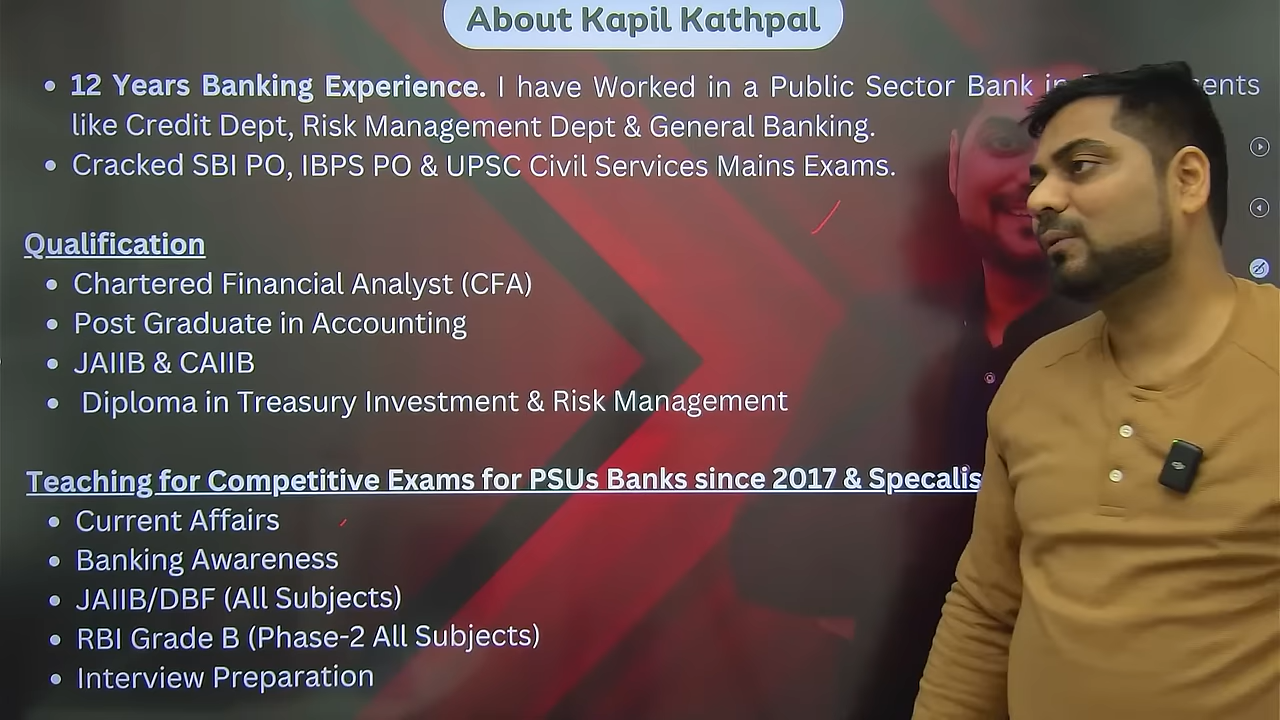 About Kapil Kathpal
• 12 Years Banking Experience. I have Worked in a Public Sector Bank in
like Credit Dept, Risk Management Dept & General Banking.
• Cracked SBI PO, IBPS PO & UPSC Civil Services Mains Exams.
Qualification
• Chartered Financial Analyst (CFA)
• Post Graduate in Accounting
• JAIIB & CAIIB
• Diploma in Treasury Investment & Risk Management
Teaching for Competitive Exams for PSUs Banks since 2017 & Specalis
• Current Affairs
• Banking Awareness
• JAIIB/DBF (All Subjects)
• RBI Grade B (Phase-2 All Subjects)
• Interview Preparation